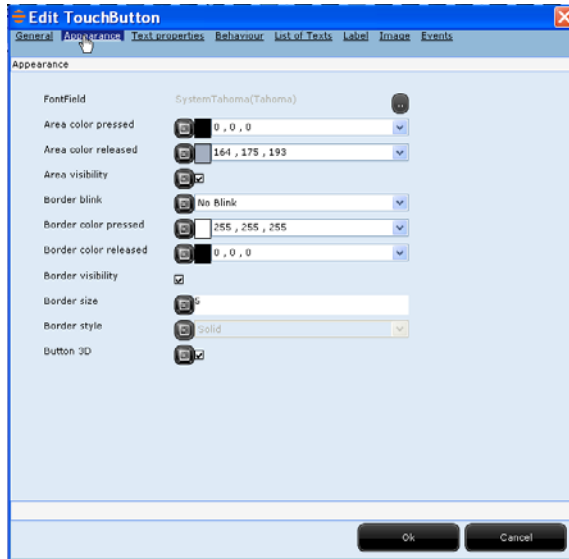 Edit TouchButton
General Appearance Text properties Behaviour List of Texts Label Image Events
Appearance
FontField SystemTahoma(Tahoma) ..
Area color pressed 0 , 0 , 0
Area color released 164 , 175 , 193
Area visibility
Border blink No Blink
Border color pressed 255 , 255 , 255
Border color released 0 , 0 , 0
Border visibility
Border size 5
Border style Solid
Button 3D
Ok Cancel